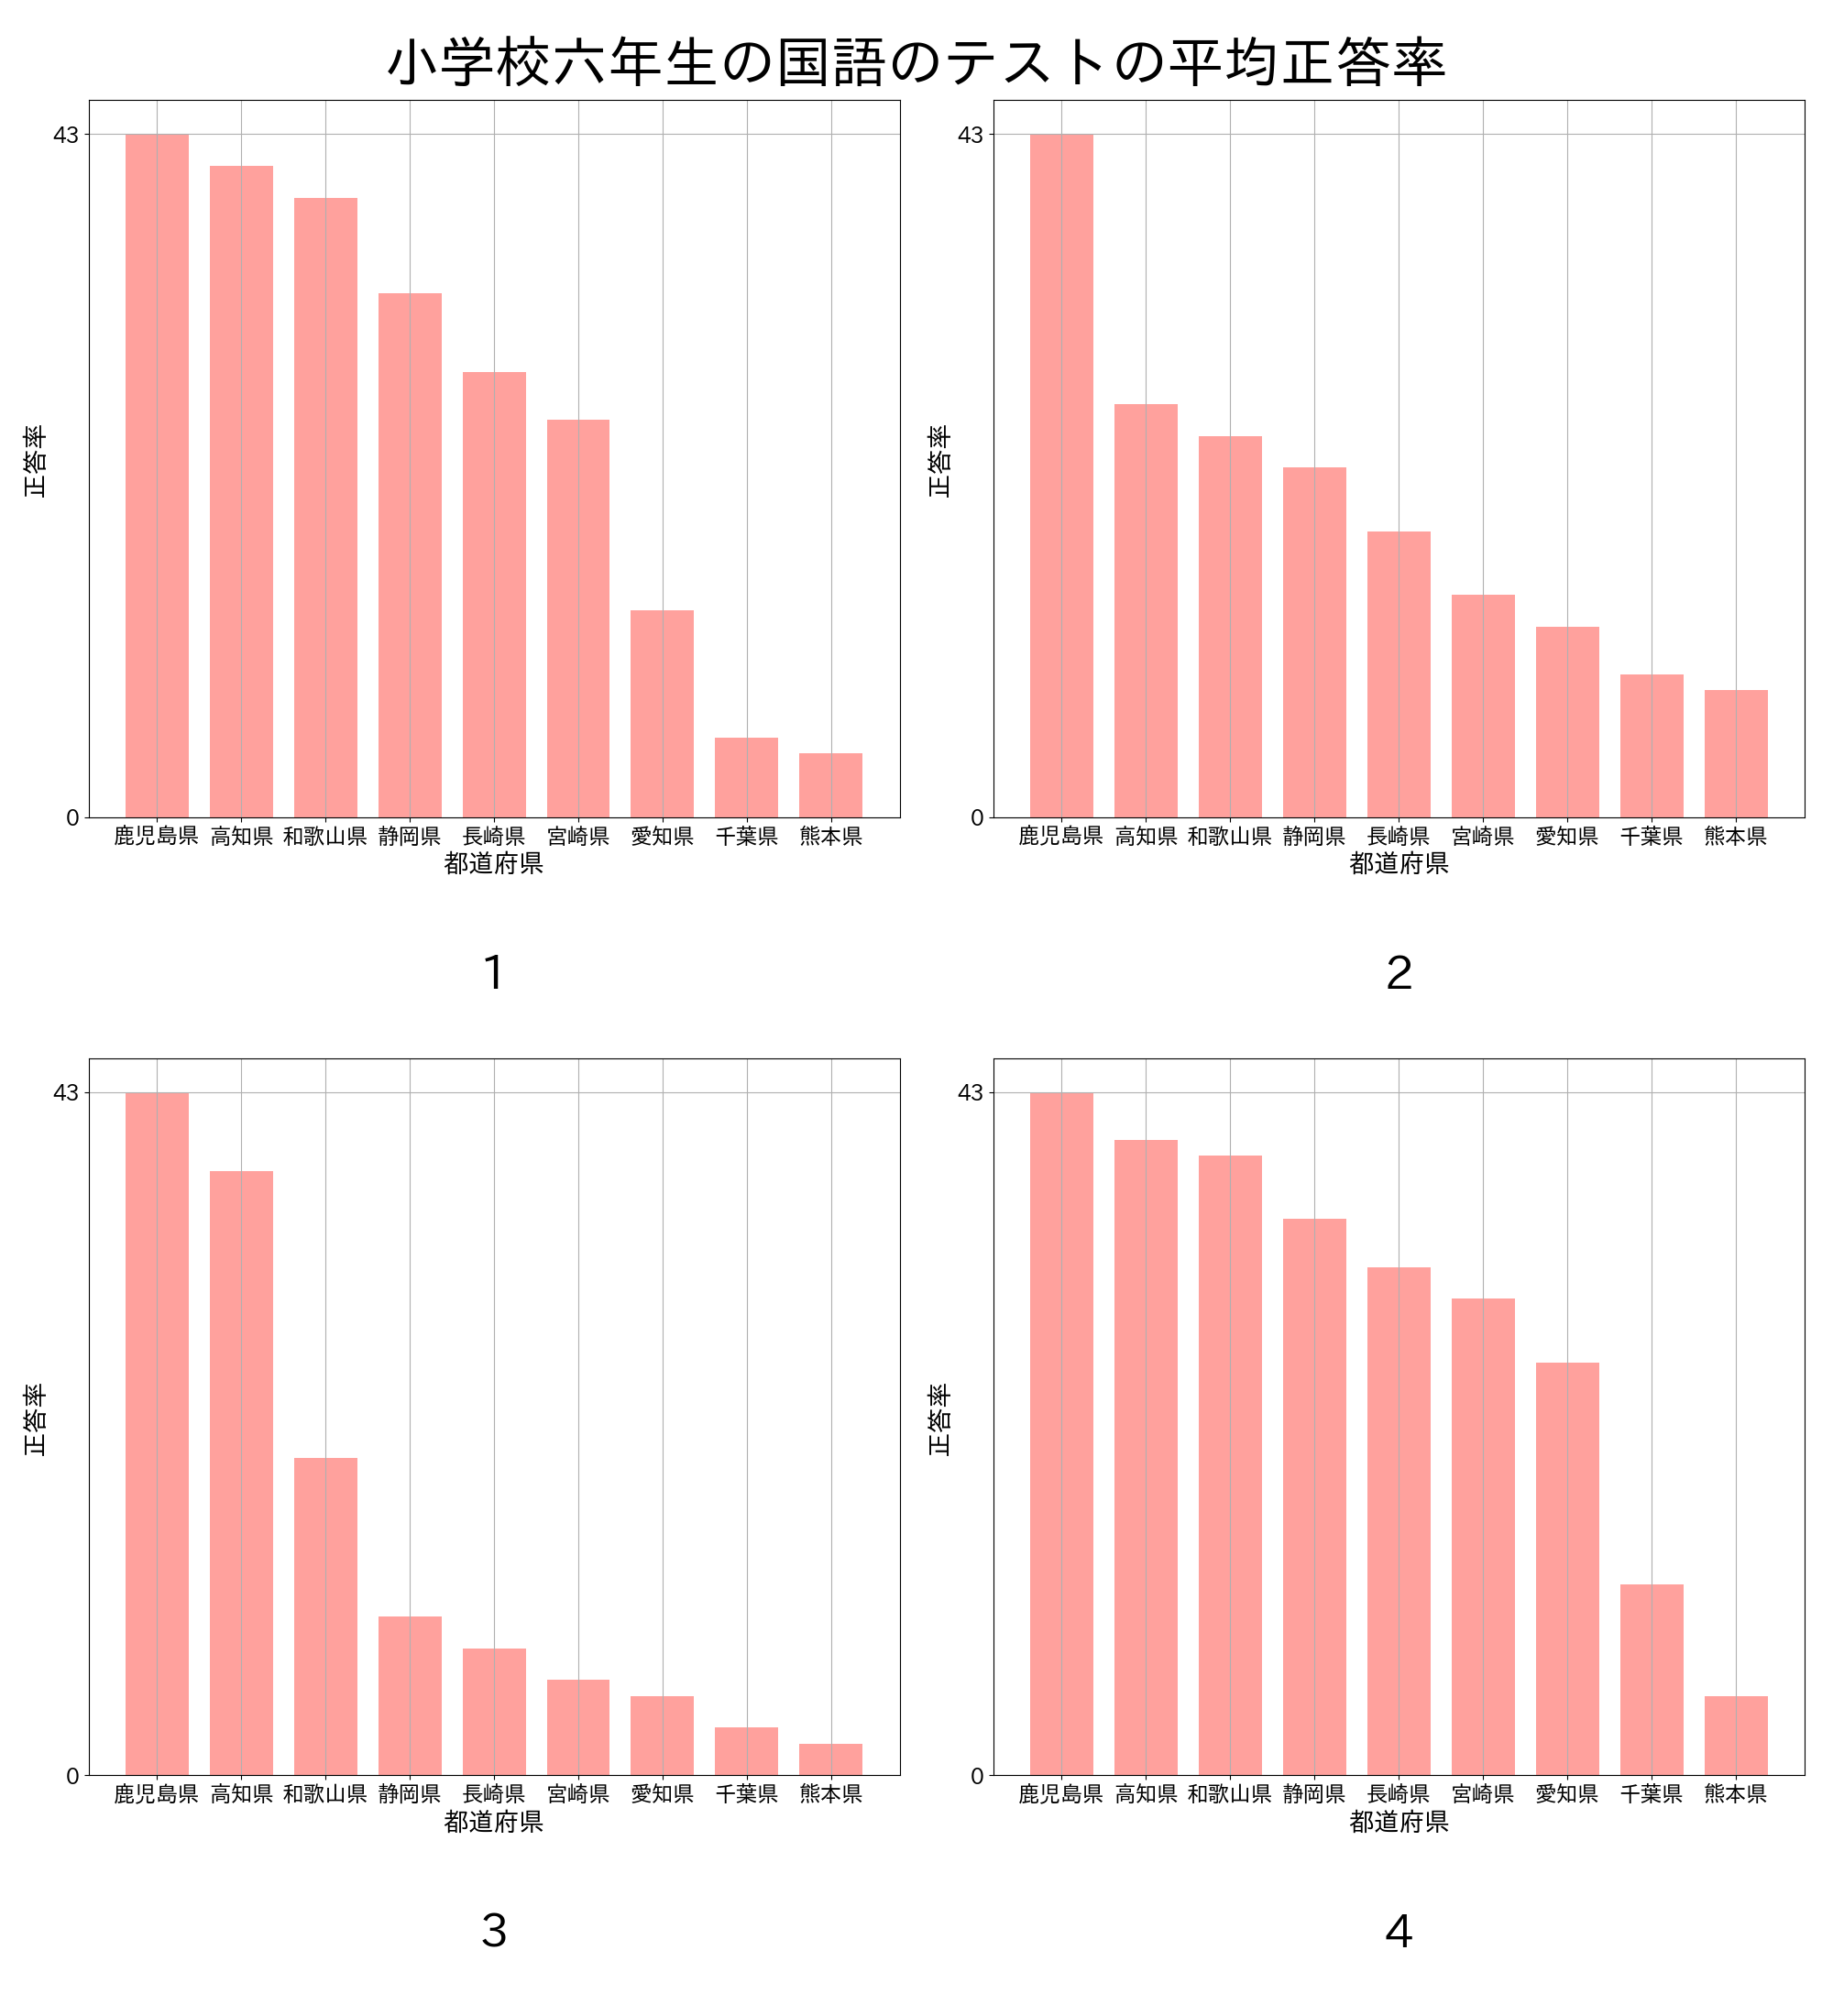 小学校六年生の国語のテストの平均正答率
43
0
正答率
鹿児島県 高知県 和歌山県 静岡県 長崎県 宮崎県 愛知県 千葉県 熊本県
都道府県
1
43
0
正答率
鹿児島県 高知県 和歌山県 静岡県 長崎県 宮崎県 愛知県 千葉県 熊本県
都道府県
2
43
0
正答率
鹿児島県 高知県 和歌山県 静岡県 長崎県 宮崎県 愛知県 千葉県 熊本県
都道府県
3
43
0
正答率
鹿児島県 高知県 和歌山県 静岡県 長崎県 宮崎県 愛知県 千葉県 熊本県
都道府県
4